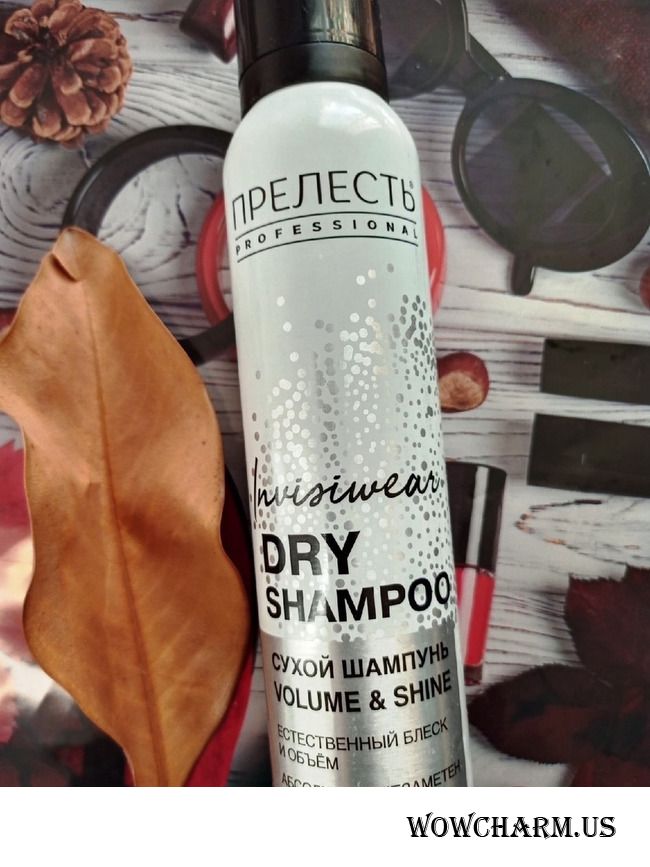 ПРЕЛЕСТЬ®
PROFESSIONAL
Invisiwear
DRY
SHAMPOO
СУХОЙ ШАМПУНЬ
VOLUME & SHINE
ЕСТЕСТВЕННЫЙ БЛЕСК
И ОБЪЁМ
WOWCHARM.US